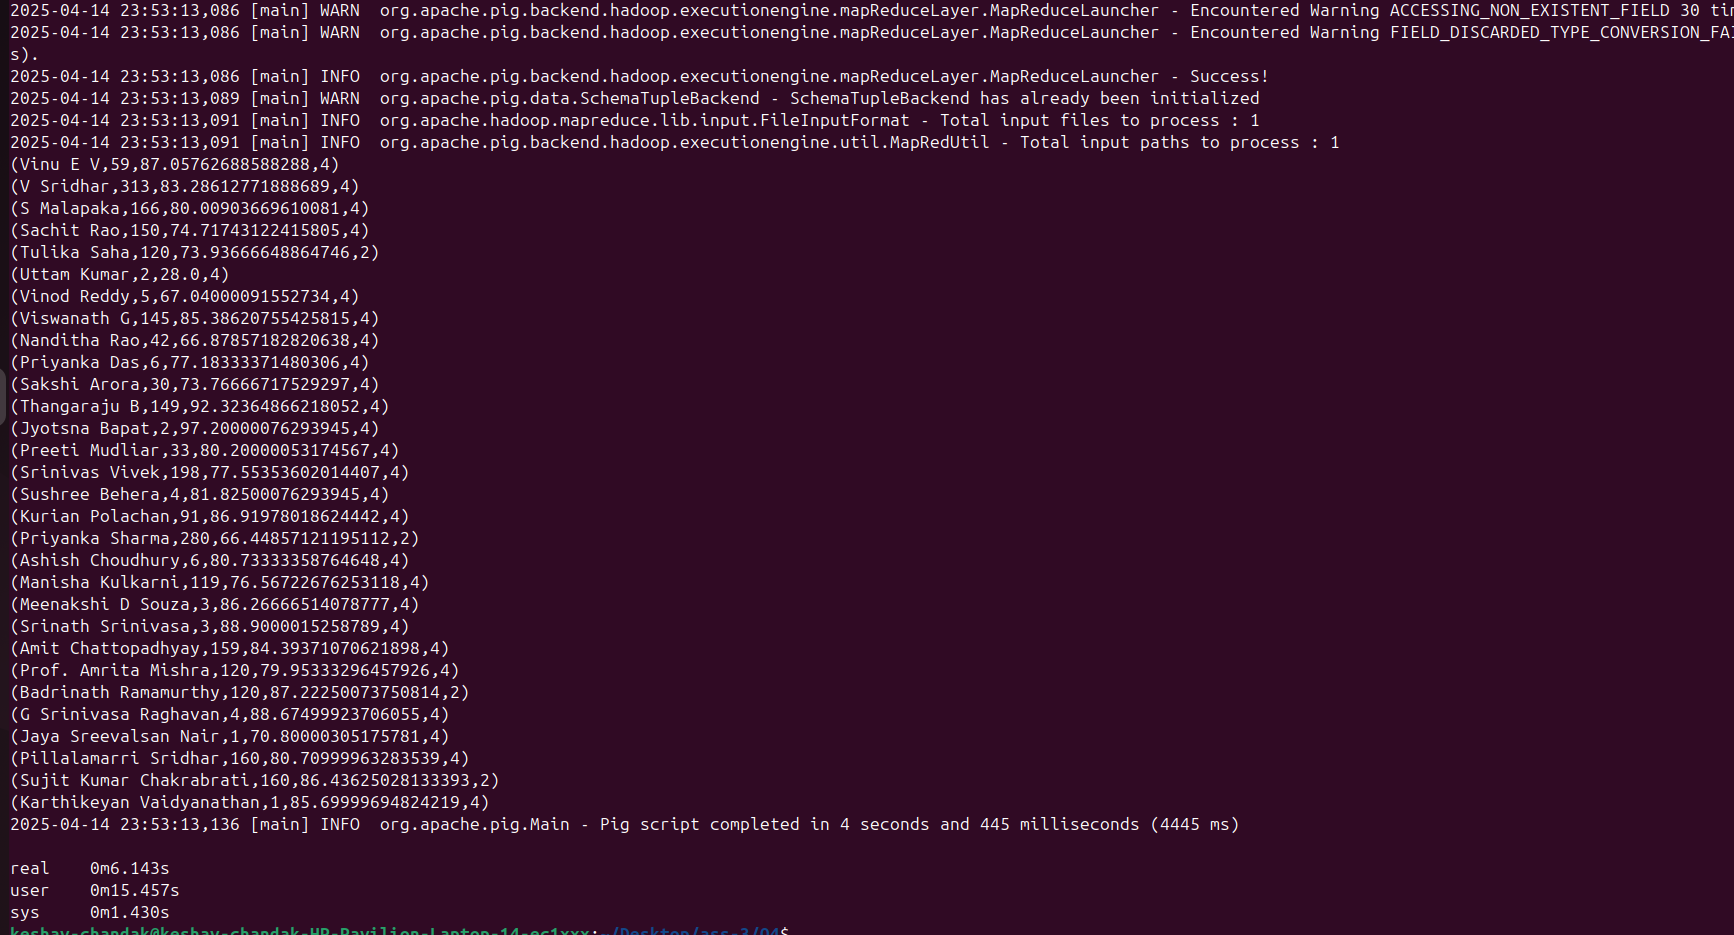 2025-04-14 23:53:13,086 [main] WARN  org.apache.pig.backend.hadoop.executionengine.mapReduceLayer.MapReduceLauncher - Encountered Warning ACCESSING_NON_EXISTENT_FIELD 30
2025-04-14 23:53:13,086 [main] WARN  org.apache.pig.backend.hadoop.executionengine.mapReduceLayer.MapReduceLauncher - Encountered Warning
s).
2025-04-14 23:53:13,086 [main] INFO  org.apache.pig.backend.hadoop.executionengine.mapReduceLayer.MapReduceLauncher - Success!
2025-04-14 23:53:13,089 [main] WARN  org.apache.pig.data.SchemaTupleBackend - SchemaTupleBackend has already been initialized
2025-04-14 23:53:13,091 [main] INFO  org.apache.hadoop.mapreduce.lib.input.FileInputFormat - Total input files to process : 1
2025-04-14 23:53:13,091 [main] INFO  org.apache.pig.backend.hadoop.executionengine.util.MapRedUtil - Total input paths to process : 1
(Vinu E V,59,87.05762688588288,4)
(V Sridhar,313,83.28612771888689,4)
(S Malapaka,166,80.00903669610081,4)
(Sachit Rao,150,74.71743122415805,4)
(Tulika Saha,120,73.93666648864746,2)
(Uttam Kumar,2,28.0,4)
(Vinod Reddy,5,67.04000091552734,4)
(Viswanath G,145,85.38620755425815,4)
(Nanditha Rao,42,66.87857182820638,4)
(Priyanka Das,6,77.18333371480306,4)
(Sakshi Arora,30,73.76666717529297,4)
(Thangaraju B,149,92.32364866218052,4)
(Jyotsna Bapat,2,97.20000076293945,4)
(Preeti Mudliar,33,80.20000053174567,4)
(Srinivas Vivek,198,77.55353602014407,4)
(Sushree Behera,4,81.82500076293945,4)
(Kurian Polachan,91,86.91978018624442,4)
(Priyanka Sharma,280,66.44857121195112,2)
(Ashish Choudhury,6,80.73333358764648,4)
(Manisha Kulkarni,119,76.56722676253118,4)
(Meenakshi D Souza,3,86.26666514078777,4)
(Srinath Srinivasa,3,88.9000015258789,4)
(Amit Chattopadhyay,159,84.39371070621898,4)
(Prof. Amrita Mishra,120,79.95333296457926,4)
(Badrinath Ramamurthy,120,87.22250073750814,2)
(G Srinivasa Raghavan,4,88.67499923706055,4)
(Jaya Sreevalsan Nair,1,70.80000305175781,4)
(Pillalamarri Sridhar,160,80.70999963283539,4)
(Sujit Kumar Chakrabrati,160,86.43625028133393,2)
(Karthikeyan Vaidyanathan,1,85.69999694824219,4)
2025-04-14 23:53:13,136 [main] INFO  org.apache.pig.Main - Pig script completed in 4 seconds and 445 milliseconds (4445 ms)
real    0m6.143s
user    0m15.457s
sys     0m1.430s